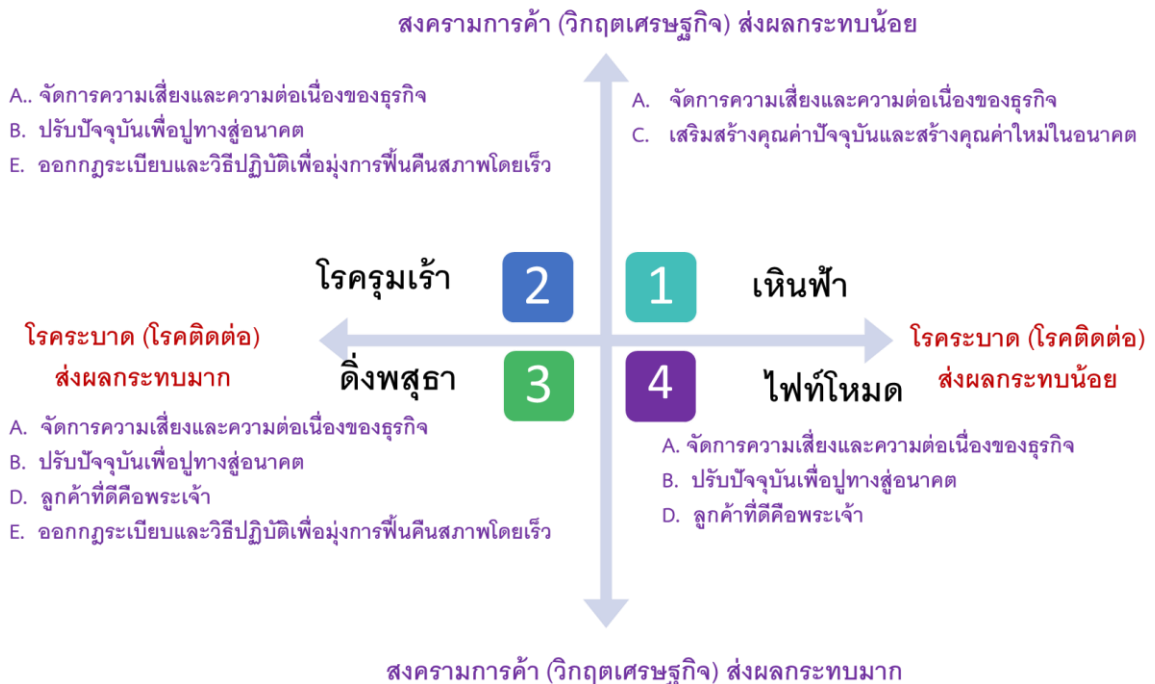 สงครามการค้า (วิกฤตเศรษฐกิจ) ส่งผลกระทบน้อย
A.. จัดการความเสี่ยงและความต่อเนื่องของธุรกิจ
B. ปรับปัจจุบันเพื่อปูทางสู่อนาคต
E. ออกกฎระเบียบและวิธีปฏิบัติเพื่อมุ่งการฟื้นคืนสภาพโดยเร็ว
A. จัดการความเสี่ยงและความต่อเนื่องของธุรกิจ
C. เสริมสร้างคุณค่าปัจจุบันและสร้างคุณค่าใหม่ในอนาคต
โรครุมเร้า
2
1
เหินฟ้า
โรคระบาด (โรคติดต่อ)
ส่งผลกระทบมาก
ดิ่งพสุธา
3
4
ไฟท์โหมด
โรคระบาด (โรคติดต่อ)
ส่งผลกระทบน้อย
A. จัดการความเสี่ยงและความต่อเนื่องของธุรกิจ
B. ปรับปัจจุบันเพื่อปูทางสู่อนาคต
D. ลูกค้าที่ดีคือพระเจ้า
E. ออกกฎระเบียบและวิธีปฏิบัติเพื่อมุ่งการฟื้นคืนสภาพโดยเร็ว
A. จัดการความเสี่ยงและความต่อเนื่องของธุรกิจ
B. ปรับปัจจุบันเพื่อปูทางสู่อนาคต
D. ลูกค้าที่ดีคือพระเจ้า
สงครามการค้า (วิกฤตเศรษฐกิจ) ส่งผลกระทบมาก